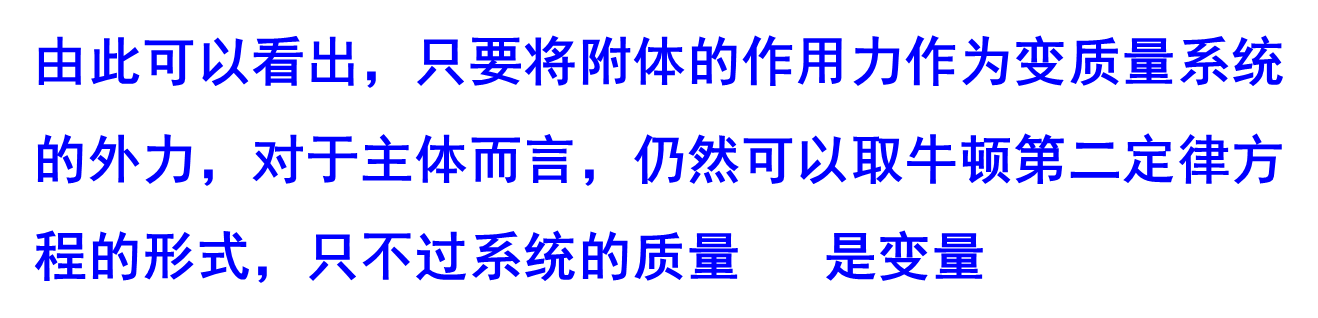 由此可以看出，只要将附体的作用力作为变质量系统
的外力，对于主体而言，仍然可以取牛顿第二定律方
程的形式，只不过系统的质量　是变量